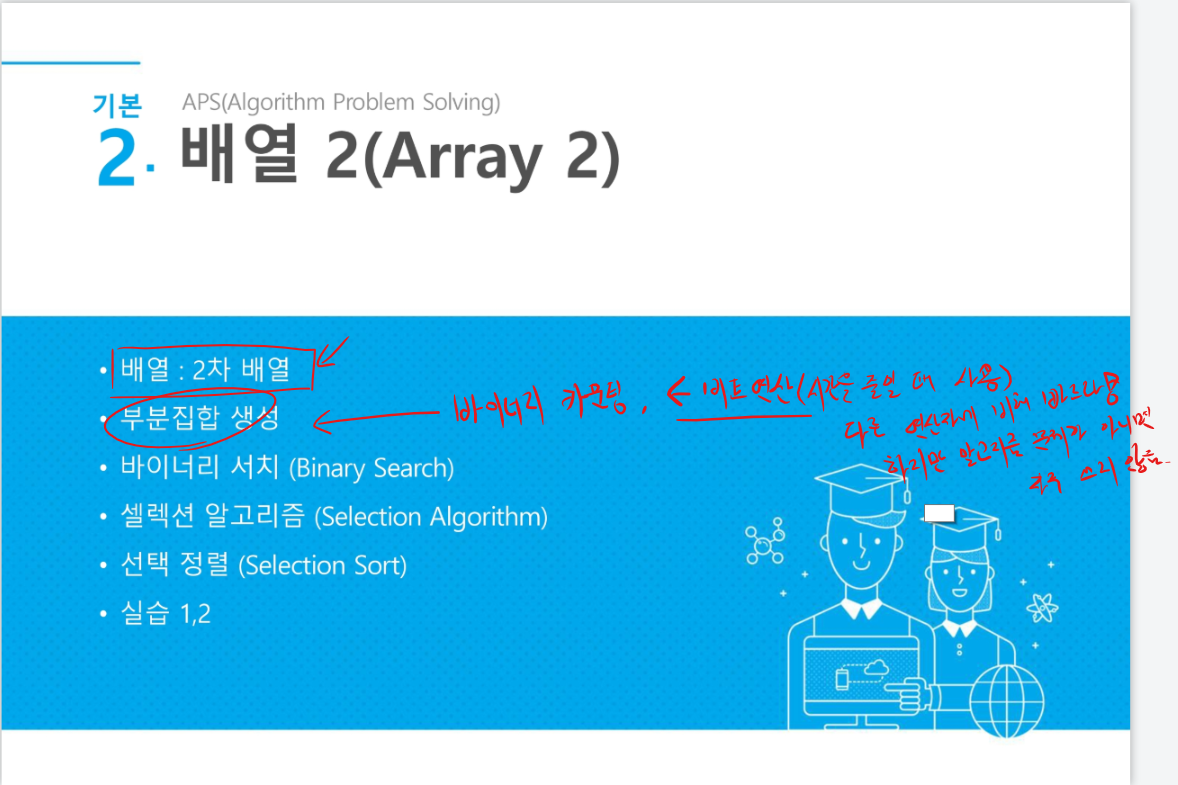 기본
APS(Algorithm Problem Solving)
2. 배열 2(Array 2)
• 배열 : 2차 배열
• 부분집합 생성
바이너리 카운팅, ← 비트연산(시간을 줄일 때 사용)
다른 연산자에 비해 빠르다
하지만 알고리즘 문제가 아니면
자주 쓰지 않음.
• 바이너리 서치 (Binary Search)
• 셀렉션 알고리즘 (Selection Algorithm)
• 선택 정렬 (Selection Sort)
• 실습 1,2